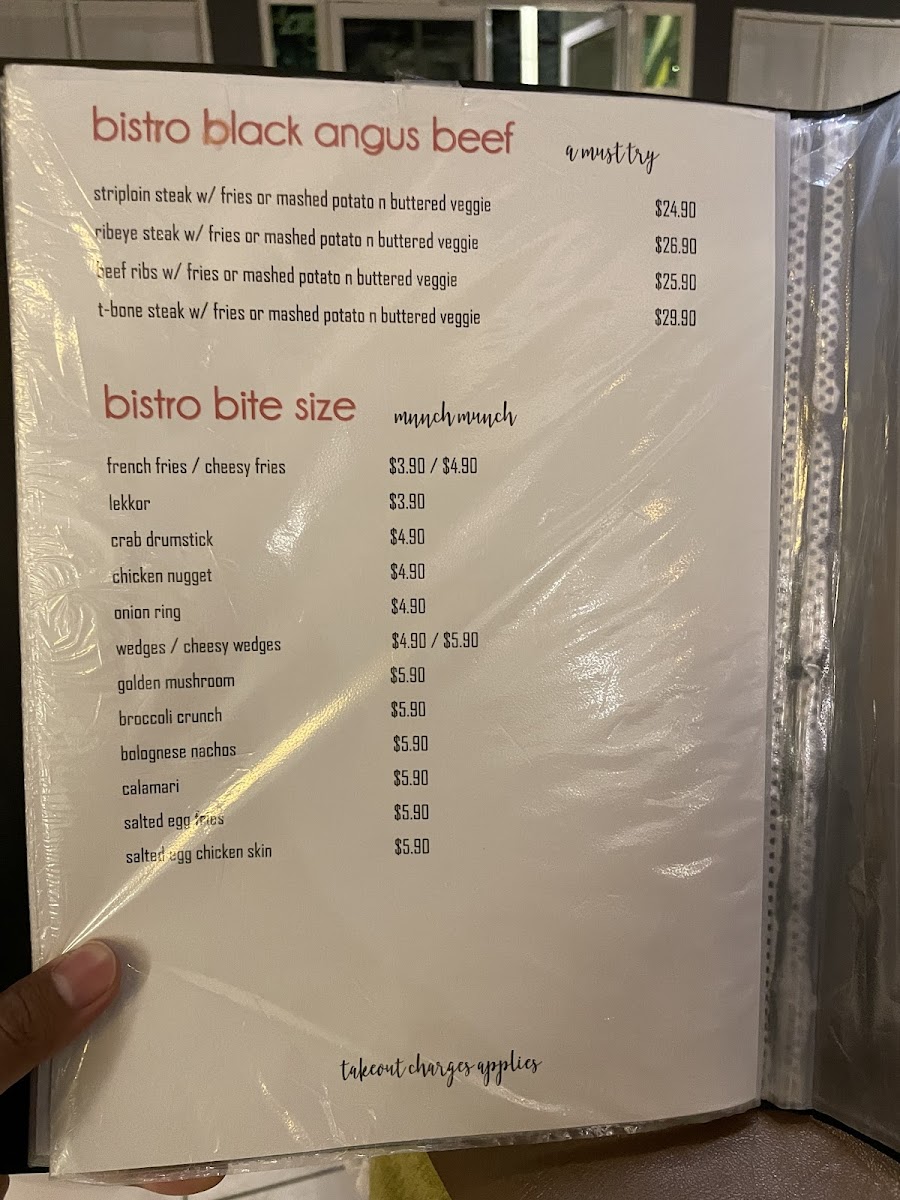 bistro black angus beef a must try
striploin steak w/ fries or mashed potato n buttered veggie $24.90
ribeye steak w/ fries or mashed potato n buttered veggie $26.90
beef ribs w/ fries or mashed potato n buttered veggie $25.90
t-bone steak w/ fries or mashed potato n buttered veggie $29.90
bistro bite size munch munch
french fries / cheesy fries $3.90 / $4.90
lekkor $3.90
crab drumstick $4.90
chicken nugget $4.90
onion ring $4.90
wedges / cheesy wedges $4.90 / $5.90
golden mushroom $5.90
broccoli crunch $5.90
bolognese nachos $5.90
calamari $5.90
salted egg fries $5.90
salted egg chicken skin $5.90
takeout charges applies